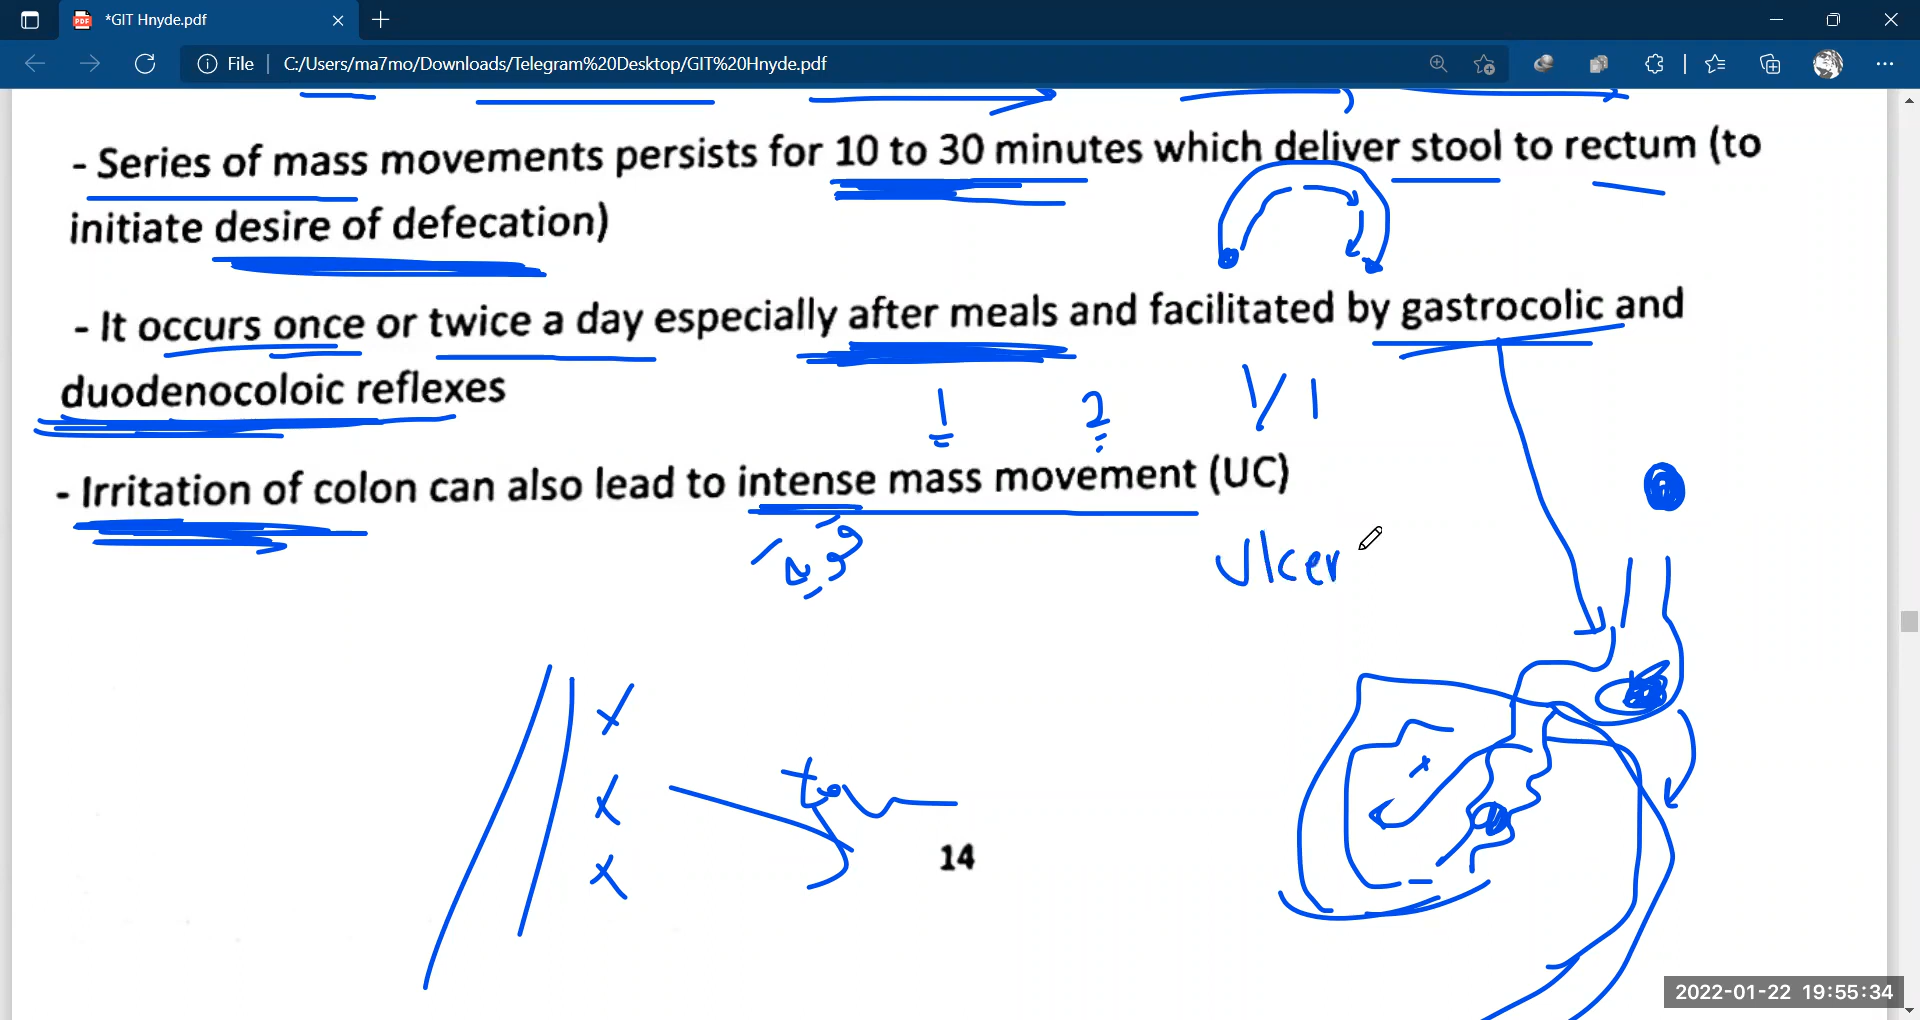 *GIT Hnyde.pdf
File
C:/Users/ma7mo/Downloads/Telegram%20Desktop/GIT%20Hnyde.pdf
- Series of mass movements persists for 10 to 30 minutes which deliver stool to rectum (to
initiate desire of defecation)
- It occurs once or twice a day especially after meals and facilitated by gastrocolic and
duodenocoloic reflexes
1 2
- Irritation of colon can also lead to intense mass movement (UC)
Ulcer
14
2022-01-22 19:55:34